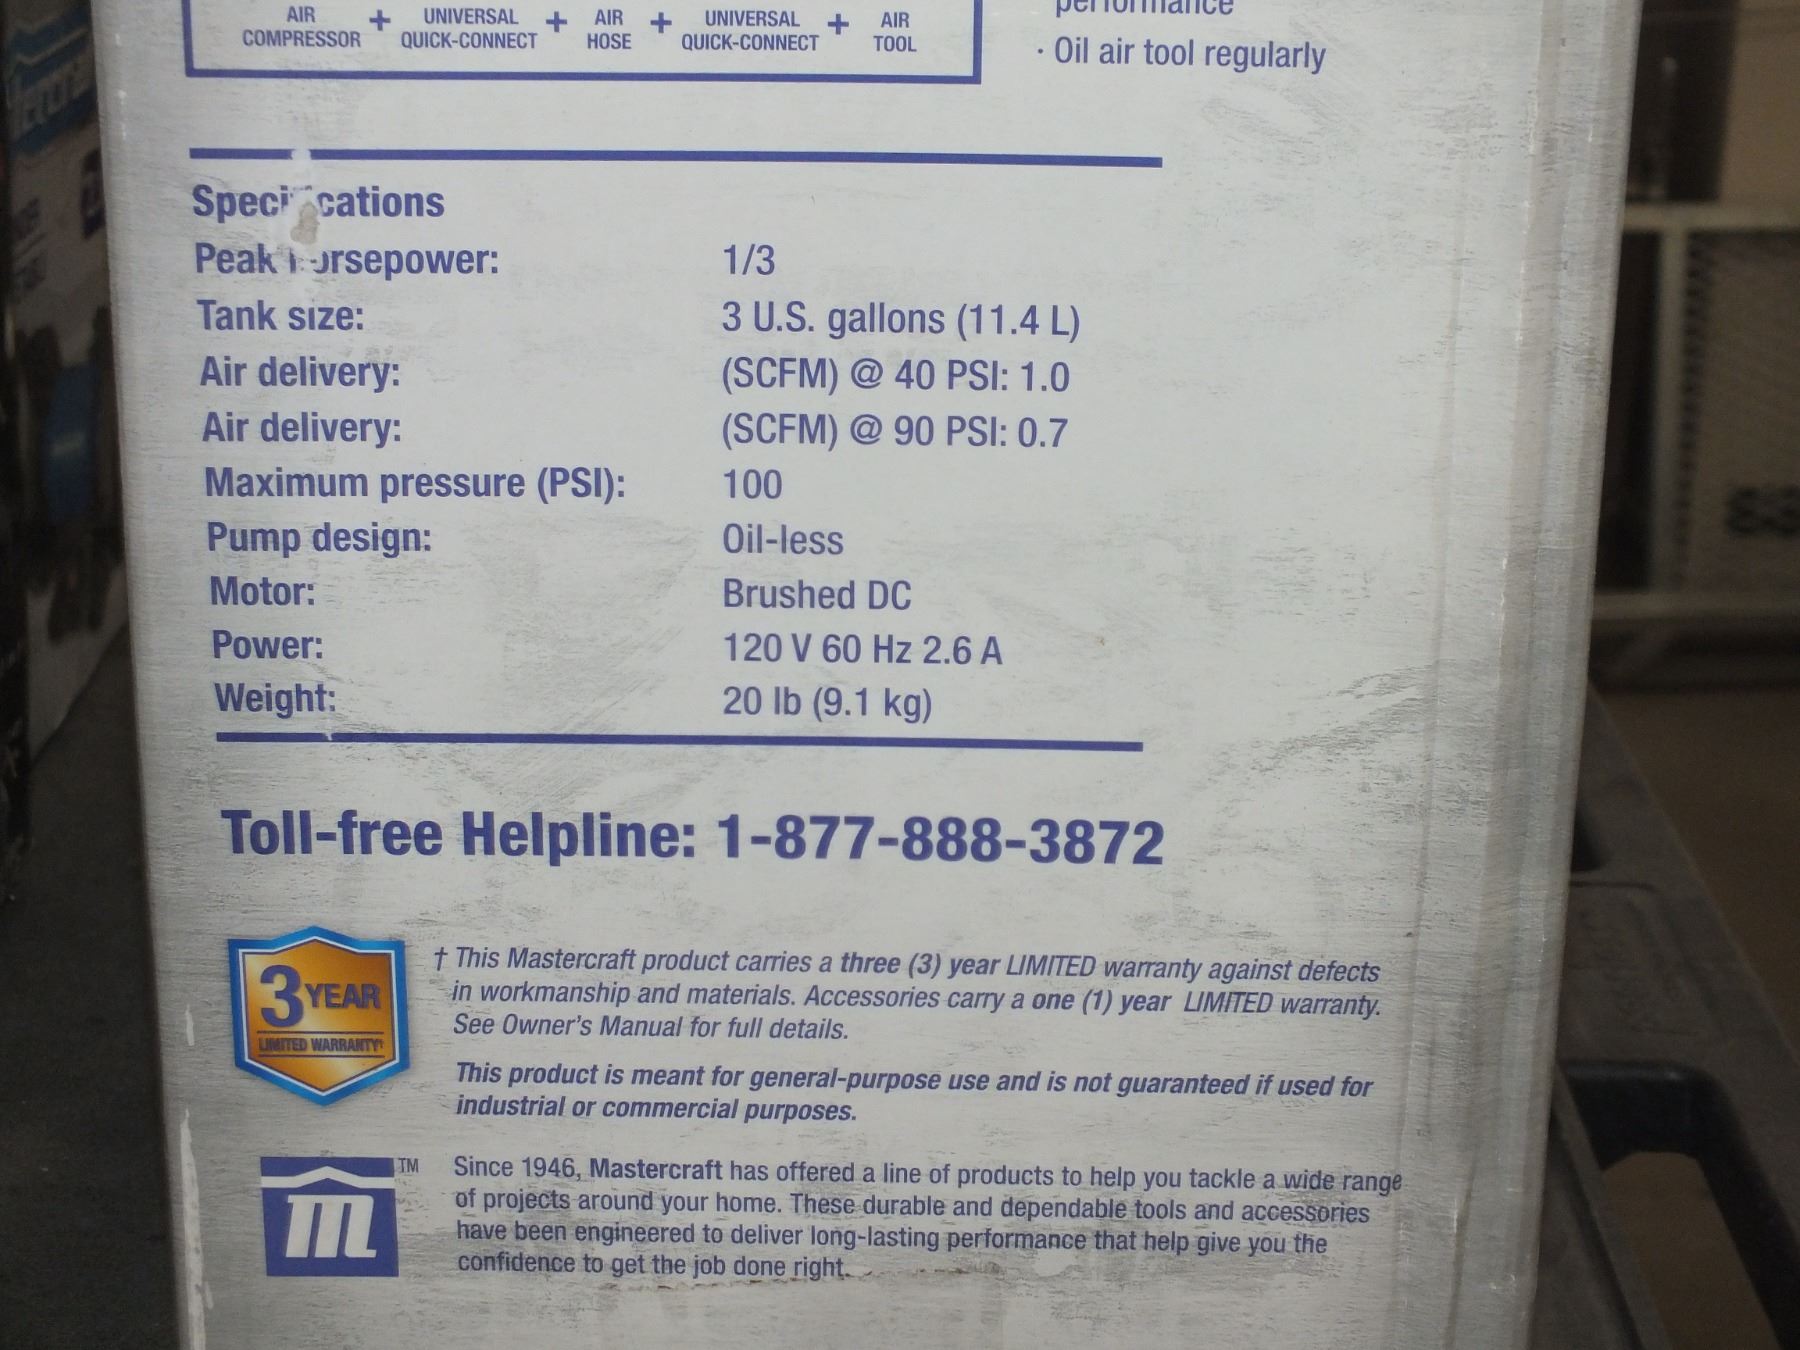 AIR COMPRESSOR + UNIVERSAL QUICK-CONNECT + AIR HOSE + UNIVERSAL QUICK-CONNECT + AIR TOOL
performance
· Oil air tool regularly
Specifications
Peak horsepower: 1/3
Tank size: 3 U.S. gallons (11.4 L)
Air delivery: (SCFM) @ 40 PSI: 1.0
Air delivery: (SCFM) @ 90 PSI: 0.7
Maximum pressure (PSI): 100
Pump design: Oil-less
Motor: Brushed DC
Power: 120 V 60 Hz 2.6 A
Weight: 20 lb (9.1 kg)
Toll-free Helpline: 1-877-888-3872
3 YEAR
LIMITED WARRANTY†
† This Mastercraft product carries a three (3) year LIMITED warranty against defects
in workmanship and materials. Accessories carry a one (1) year LIMITED warranty.
See Owner's Manual for full details.
This product is meant for general-purpose use and is not guaranteed if used for
industrial or commercial purposes.
m TM
Since 1946, Mastercraft has offered a line of products to help you tackle a wide range
of projects around your home. These durable and dependable tools and accessories
have been engineered to deliver long-lasting performance that help give you the
confidence to get the job done right.